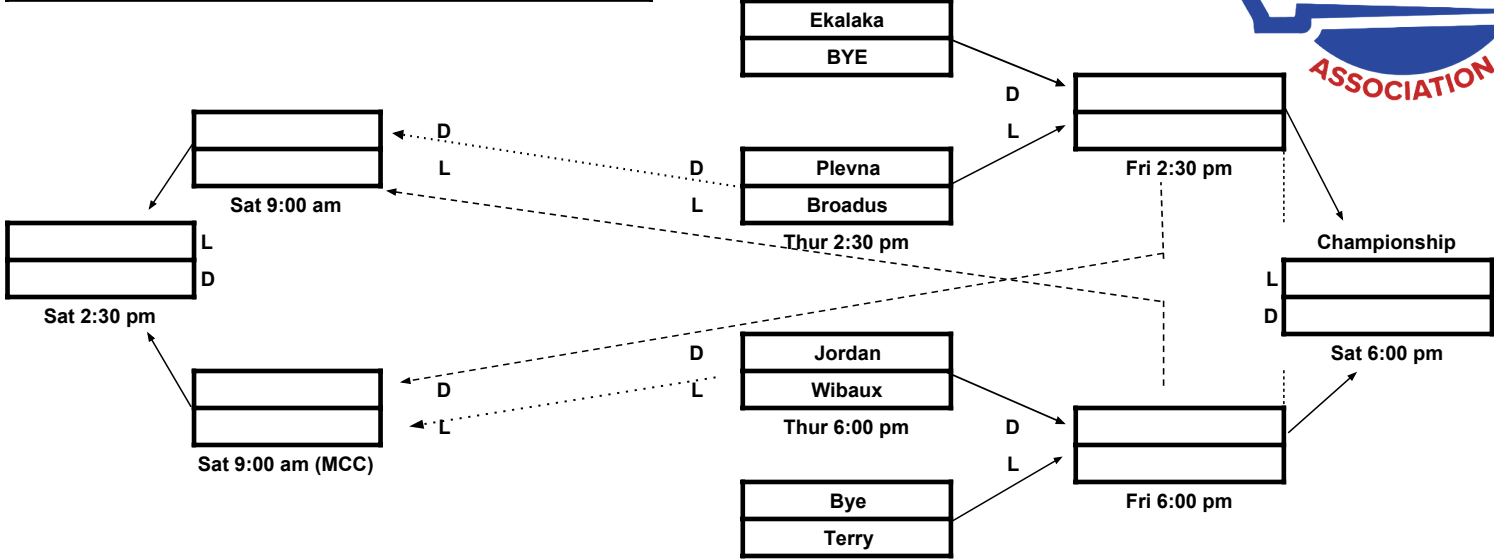 Ekalaka
BYE
ASSOCIATION
D
L
Fri 2:30 pm
D
L
Sat 9:00 am
D
L
Plevna
Broadus
Thur 2:30 pm
L
D
Sat 2:30 pm
Championship
L
D
Sat 6:00 pm
D
L
Jordan
Wibaux
Thur 6:00 pm
D
L
Sat 9:00 am (MCC)
D
L
Fri 6:00 pm
Bye
Terry